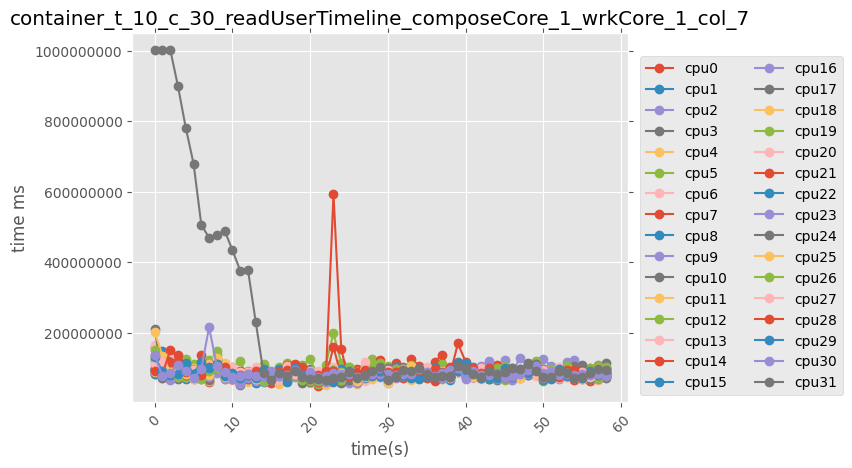 container_t_10_c_30_readUserTimeline_composeCore_1_wrkCore_1_col_7
time ms
1000000000
800000000
600000000
400000000
200000000
0
10
20
30
40
50
60
time(s)
cpu0
cpu1
cpu2
cpu3
cpu4
cpu5
cpu6
cpu7
cpu8
cpu9
cpu10
cpu11
cpu12
cpu13
cpu14
cpu15
cpu16
cpu17
cpu18
cpu19
cpu20
cpu21
cpu22
cpu23
cpu24
cpu25
cpu26
cpu27
cpu28
cpu29
cpu30
cpu31